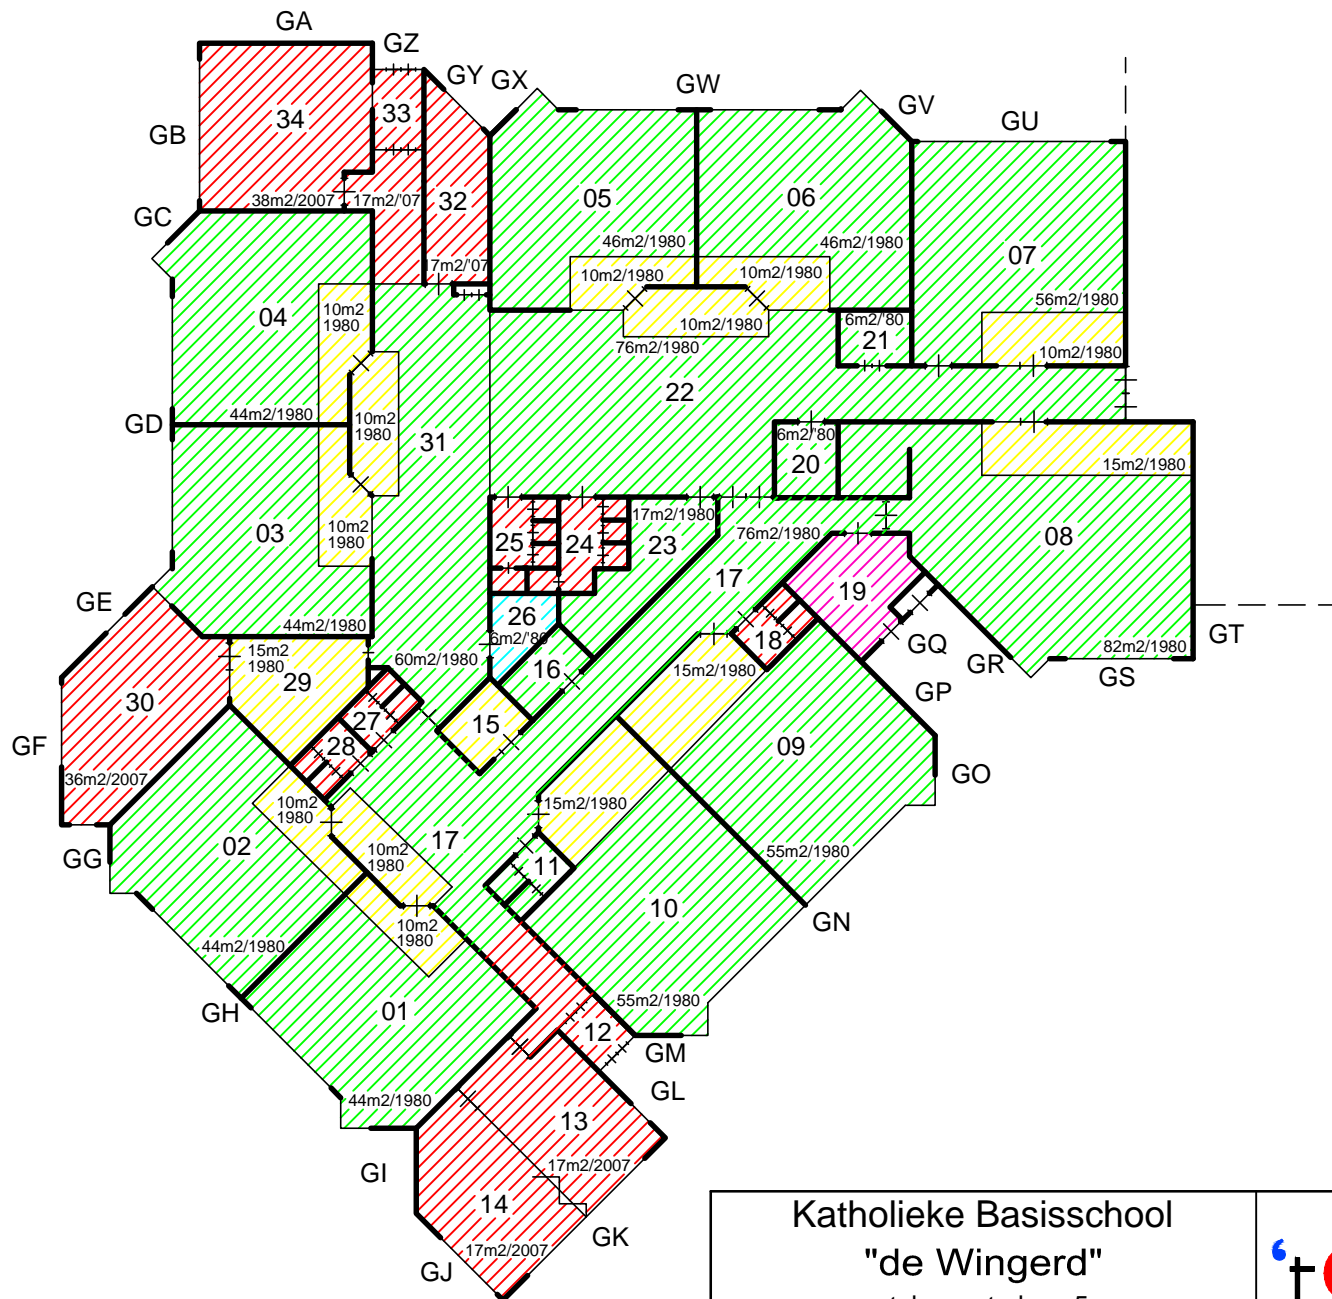 GA
GZ
GY
GX
GW
GV
GU
GB
34
33
32
05
06
07
38m2/2007
17m2/'07
GC
46m2/1980
46m2/1980
17m2/'07
10m2/1980
10m2/1980
56m2/1980
04
10m2
1980
10m2/1980
76m2/1980
6m2/'80
21
10m2/1980
22
GD
44m2/1980
10m2
1980
31
6m2/'80
20
15m2/1980
03
10m2
1980
25
24
17m2/1980
23
76m2/1980
08
17
19
GE
44m2/1980
26
6m2/'80
18
GQ
GR
GT
15m2
1980
29
60m2/1980
16
15m2/1980
82m2/1980
GS
GP
30
27
15
28
09
GF
36m2/2007
GO
10m2
1980
15m2/1980
02
17
10m2
1980
GG
11
55m2/1980
10
GN
10m2
1980
44m2/1980
GH
01
55m2/1980
12
GM
GL
44m2/1980
13
17m2/2007
GI
14
GK
17m2/2007
GJ
Katholieke Basisschool
"de Wingerd"